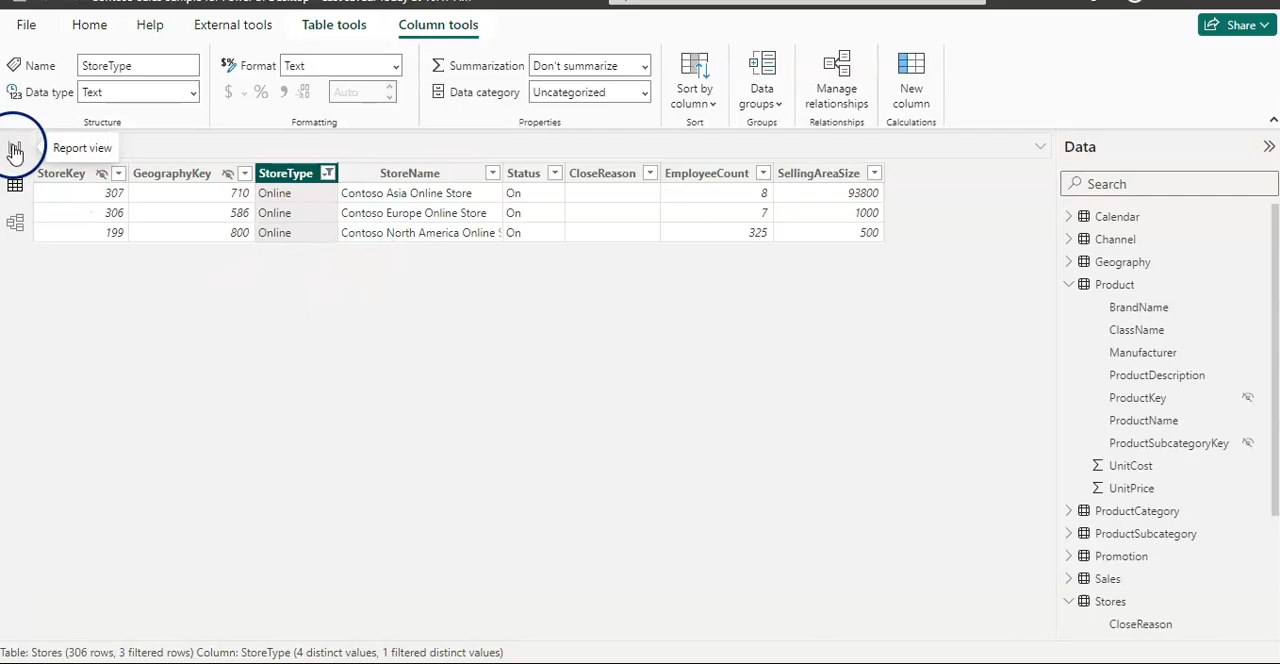 File Home Help External tools Table tools Column tools Share
Name StoreType $% Format Text Σ Summarization Don't summarize
Data type Text $ % Auto Data category Uncategorized
Sort by column Data groups Manage relationships New column
Structure Formatting Properties Sort Groups Relationships Calculations
Report view
StoreKey GeographyKey StoreType StoreName Status CloseReason EmployeeCount SellingAreaSize
307 710 Online Contoso Asia Online Store On 8 93800
306 586 Online Contoso Europe Online Store On 7 1000
199 800 Online Contoso North America Online S On 325 500
Data
Search
Calendar
Channel
Geography
Product
BrandName
ClassName
Manufacturer
ProductDescription
ProductKey
ProductName
ProductSubcategoryKey
Σ UnitCost
Σ UnitPrice
ProductCategory
ProductSubcategory
Promotion
Sales
Stores
CloseReason
Table: Stores (306 rows, 3 filtered rows) Column: StoreType (4 distinct values, 1 filtered distinct values)